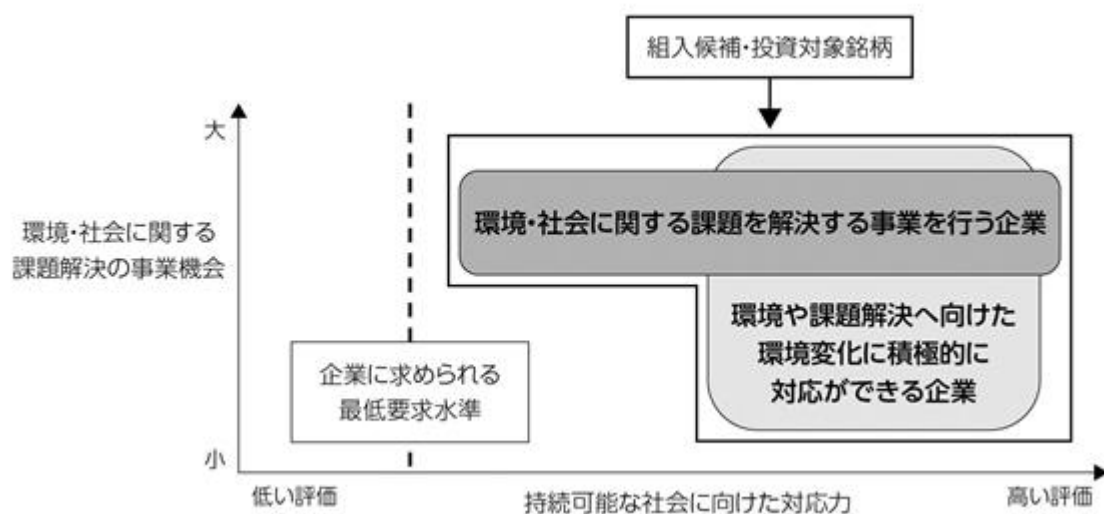 組入候補・投資対象銘柄
大
環境・社会に関する
課題解決の事業機会
環境・社会に関する課題を解決する事業を行う企業
環境や課題解決へ向けた
環境変化に積極的に
対応ができる企業
企業に求められる
最低要求水準
小
低い評価
持続可能な社会に向けた対応力
高い評価